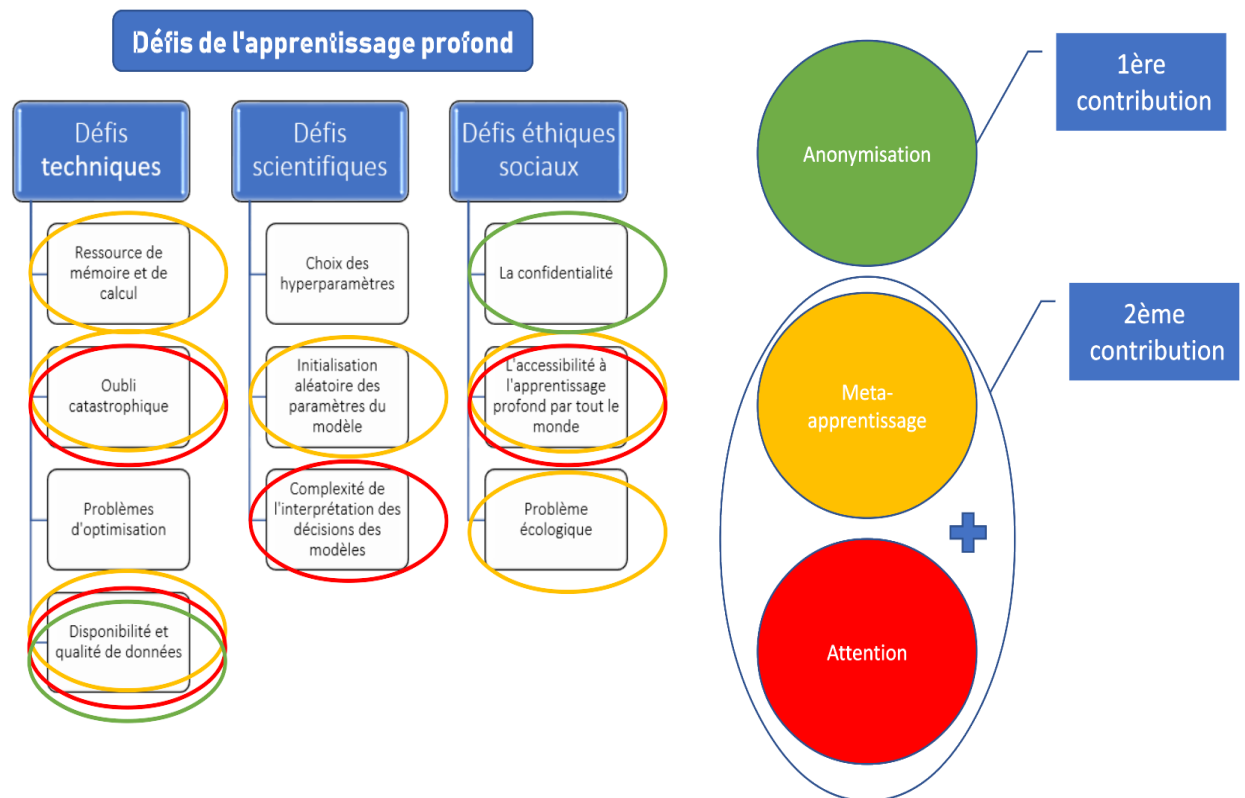 Défis de l'apprentissage profond
Défis
techniques
Ressource de
mémoire et de
calcul
Oubli
catastrophique
Problèmes
d'optimisation
Disponibilité et
qualité de données
Défis
scientifiques
Choix des
hyperparamètres
Initialisation
aléatoire des
paramètres du
modèle
Complexité de
l'interprétation des
décisions des
modèles
Défis éthiques
sociaux
La confidentialité
L'accessibilité à
l'apprentissage
profond par tout le
monde
Problème
écologique
Anonymisation
1ère
contribution
Meta-
apprentissage
2ème
contribution
Attention